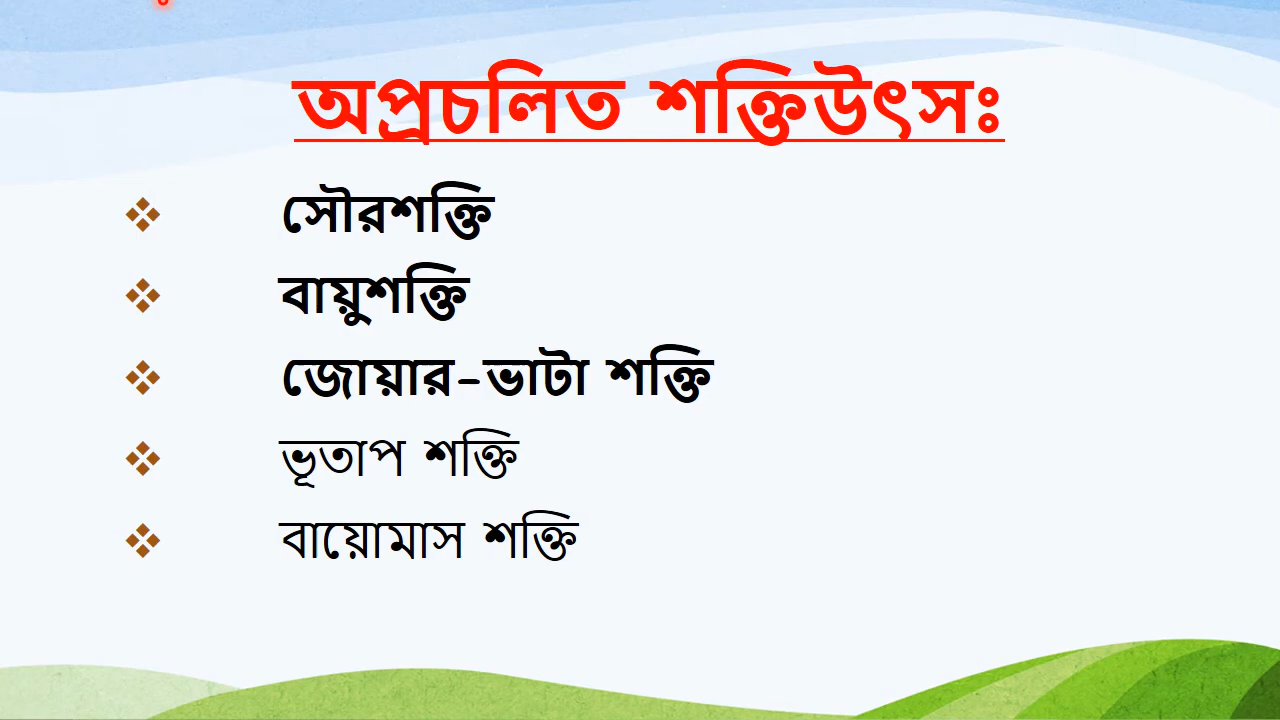 অপ্রচলিত শক্তিউৎসঃ
সৌরশক্তি
বায়ুশক্তি
জোয়ার-ভাটা শক্তি
ভূতাপ শক্তি
বায়োমাস শক্তি